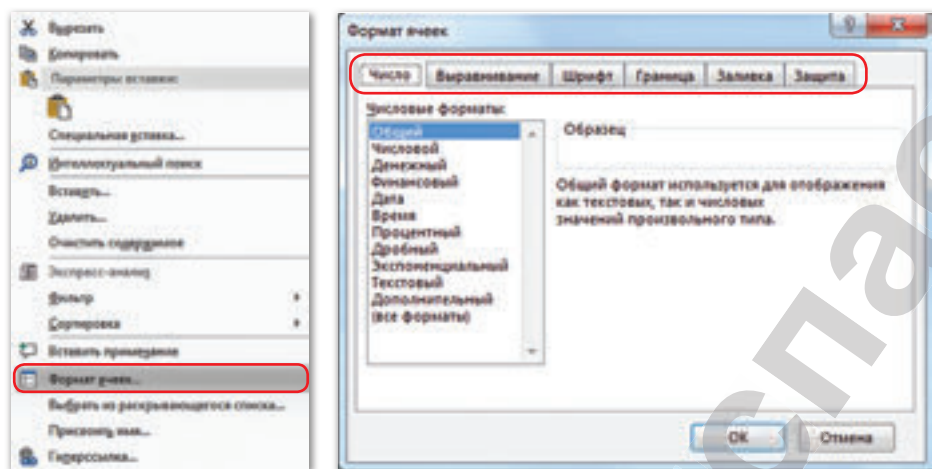 Вырезать
Копировать
Параметры вставки:
Специальная вставка...
Интеллектуальный поиск
Вставить...
Удалить...
Очистить содержимое
Экспресс-анализ
Фильтр
Сортировка
Вставить примечание
Формат ячеек...
Выбрать из раскрывающегося списка...
Присвоить имя...
Гиперссылка...
Формат ячеек
Число Выравнивание Шрифт Граница Заливка Защита
Числовые форматы:
Общий
Числовой
Денежный
Финансовый
Дата
Время
Процентный
Дробный
Экспоненциальный
Текстовый
Дополнительный
(все форматы)
Образец
Общий формат используется для отображения
как текстовых, так и числовых
значений произвольного типа.
ОК Отмена
спас